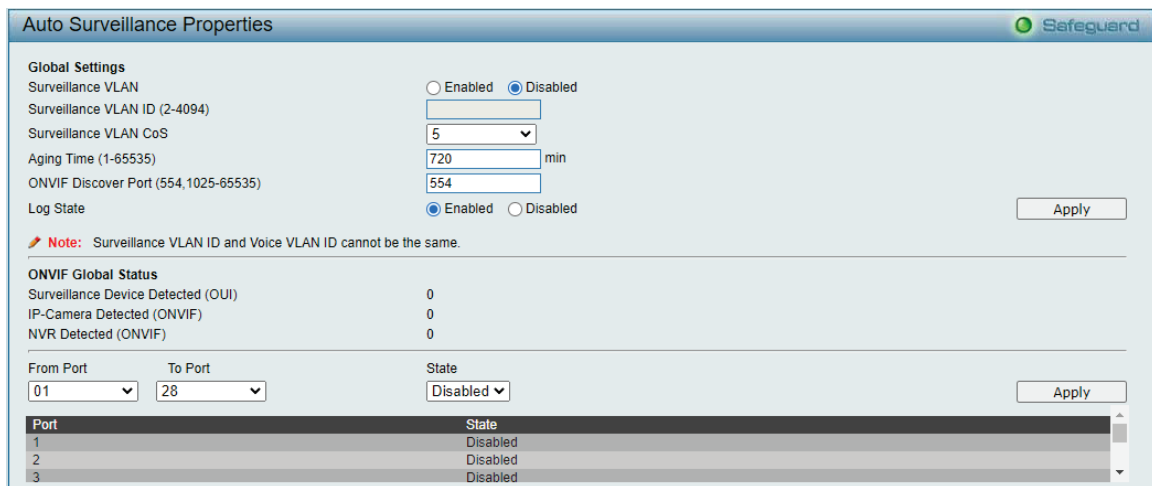 Auto Surveillance Properties
Safeguard
Global Settings
Surveillance VLAN Enabled Disabled
Surveillance VLAN ID (2-4094)
Surveillance VLAN CoS 5
Aging Time (1-65535) 720 min
ONVIF Discover Port (554,1025-65535) 554
Log State Enabled Disabled Apply
Note: Surveillance VLAN ID and Voice VLAN ID cannot be the same.
ONVIF Global Status
Surveillance Device Detected (OUI) 0
IP-Camera Detected (ONVIF) 0
NVR Detected (ONVIF) 0
From Port To Port State
01 28 Disabled Apply
Port State
1 Disabled
2 Disabled
3 Disabled